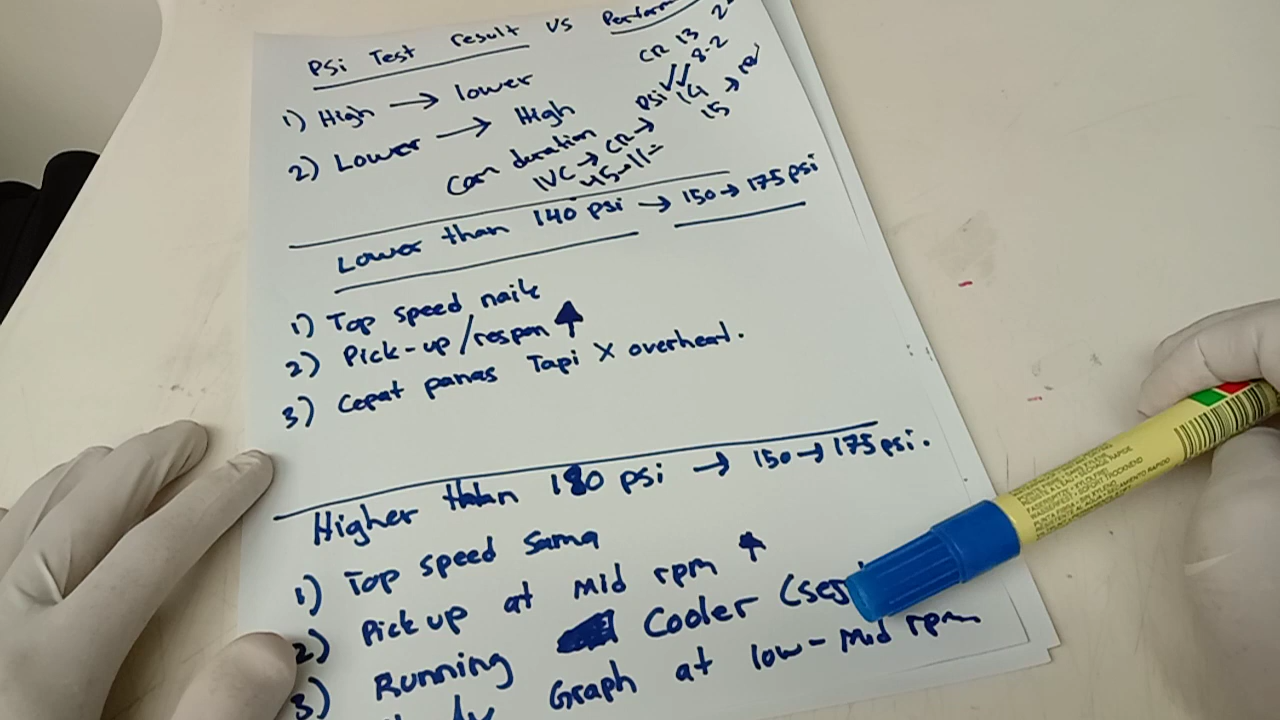 PSi Test result VS Perform
1) High → lower
2) Lower → High
CR 13
8.2
psi 14
15 →
Cam duration
IVC → CR →
45
Lower than 140 psi → 150 → 175 psi
1) Top speed naik
2) Pick-up/respon ↑
3) Cepat panas Tapi X overheat.
Higher than 180 psi → 150 → 175 psi.
1) Top speed sama
2) Pick up at mid rpm ↑
3) Running Cooler
Graph at low-mid rpm